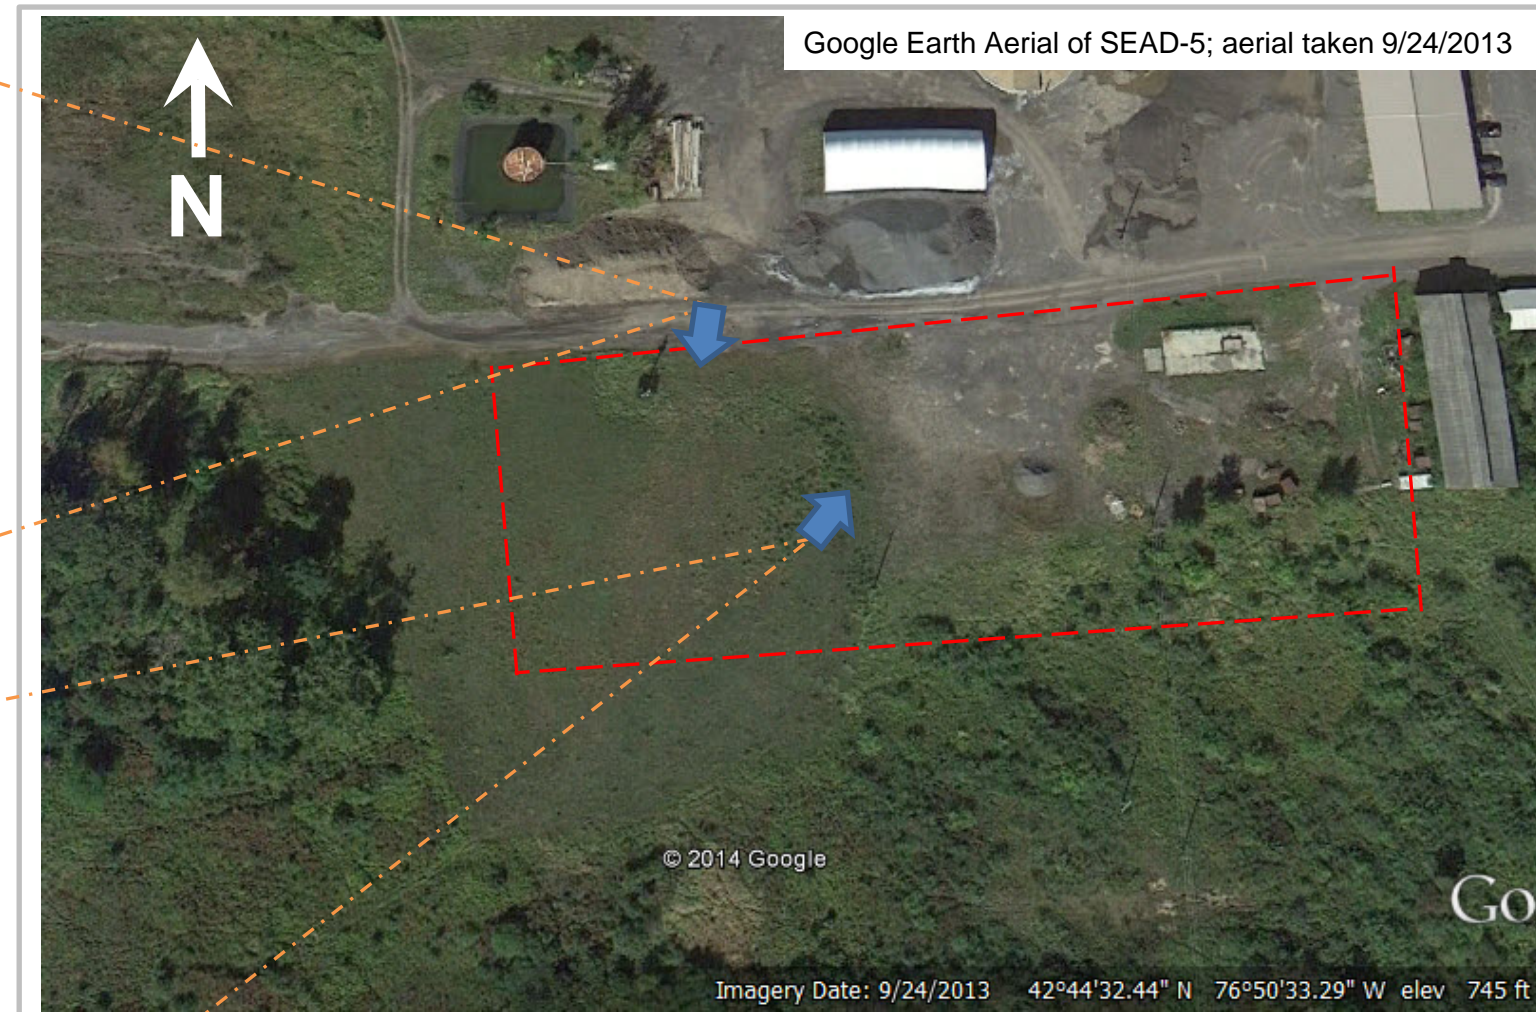 Google Earth Aerial of SEAD-5; aerial taken 9/24/2013
N
© 2014 Google
Go
Imagery Date: 9/24/2013 42°44'32.44" N 76°50'33.29" W elev 745 ft